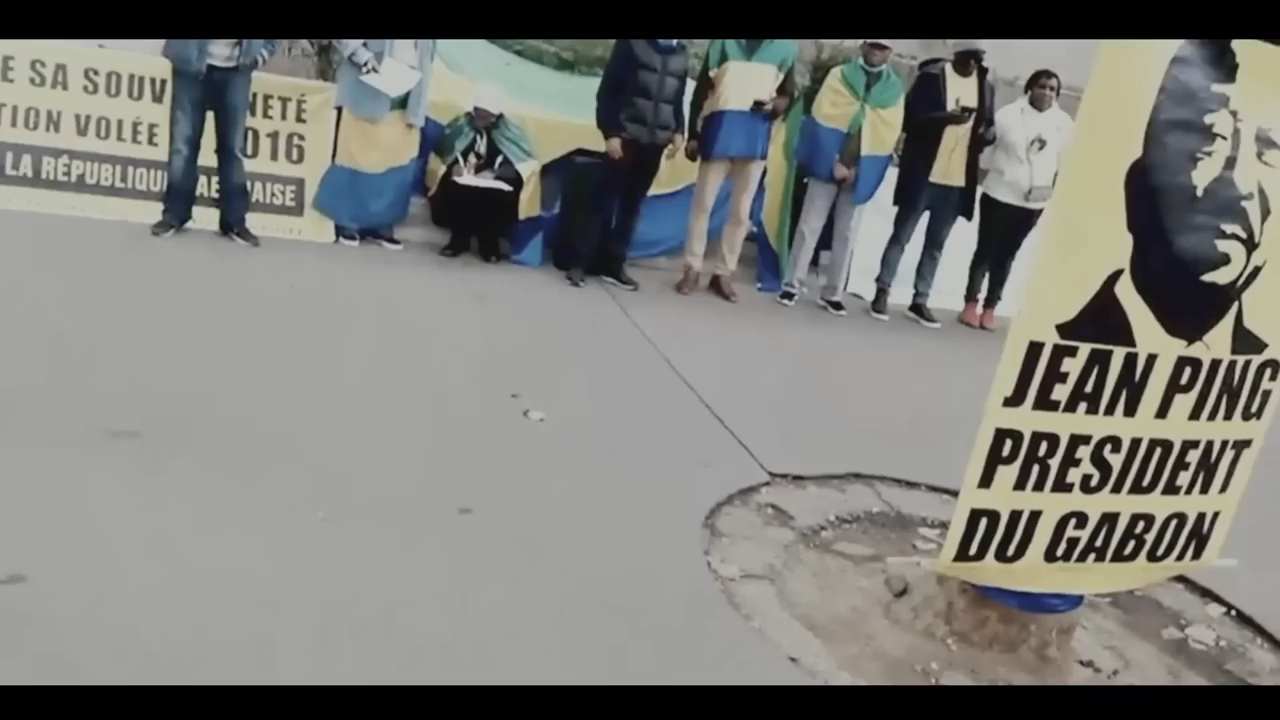 E SA SOUV NETÉ
TION VOLÉE 016
LA RÉPUBLIQU AISE
JEAN PING
PRESIDENT
DU GABON